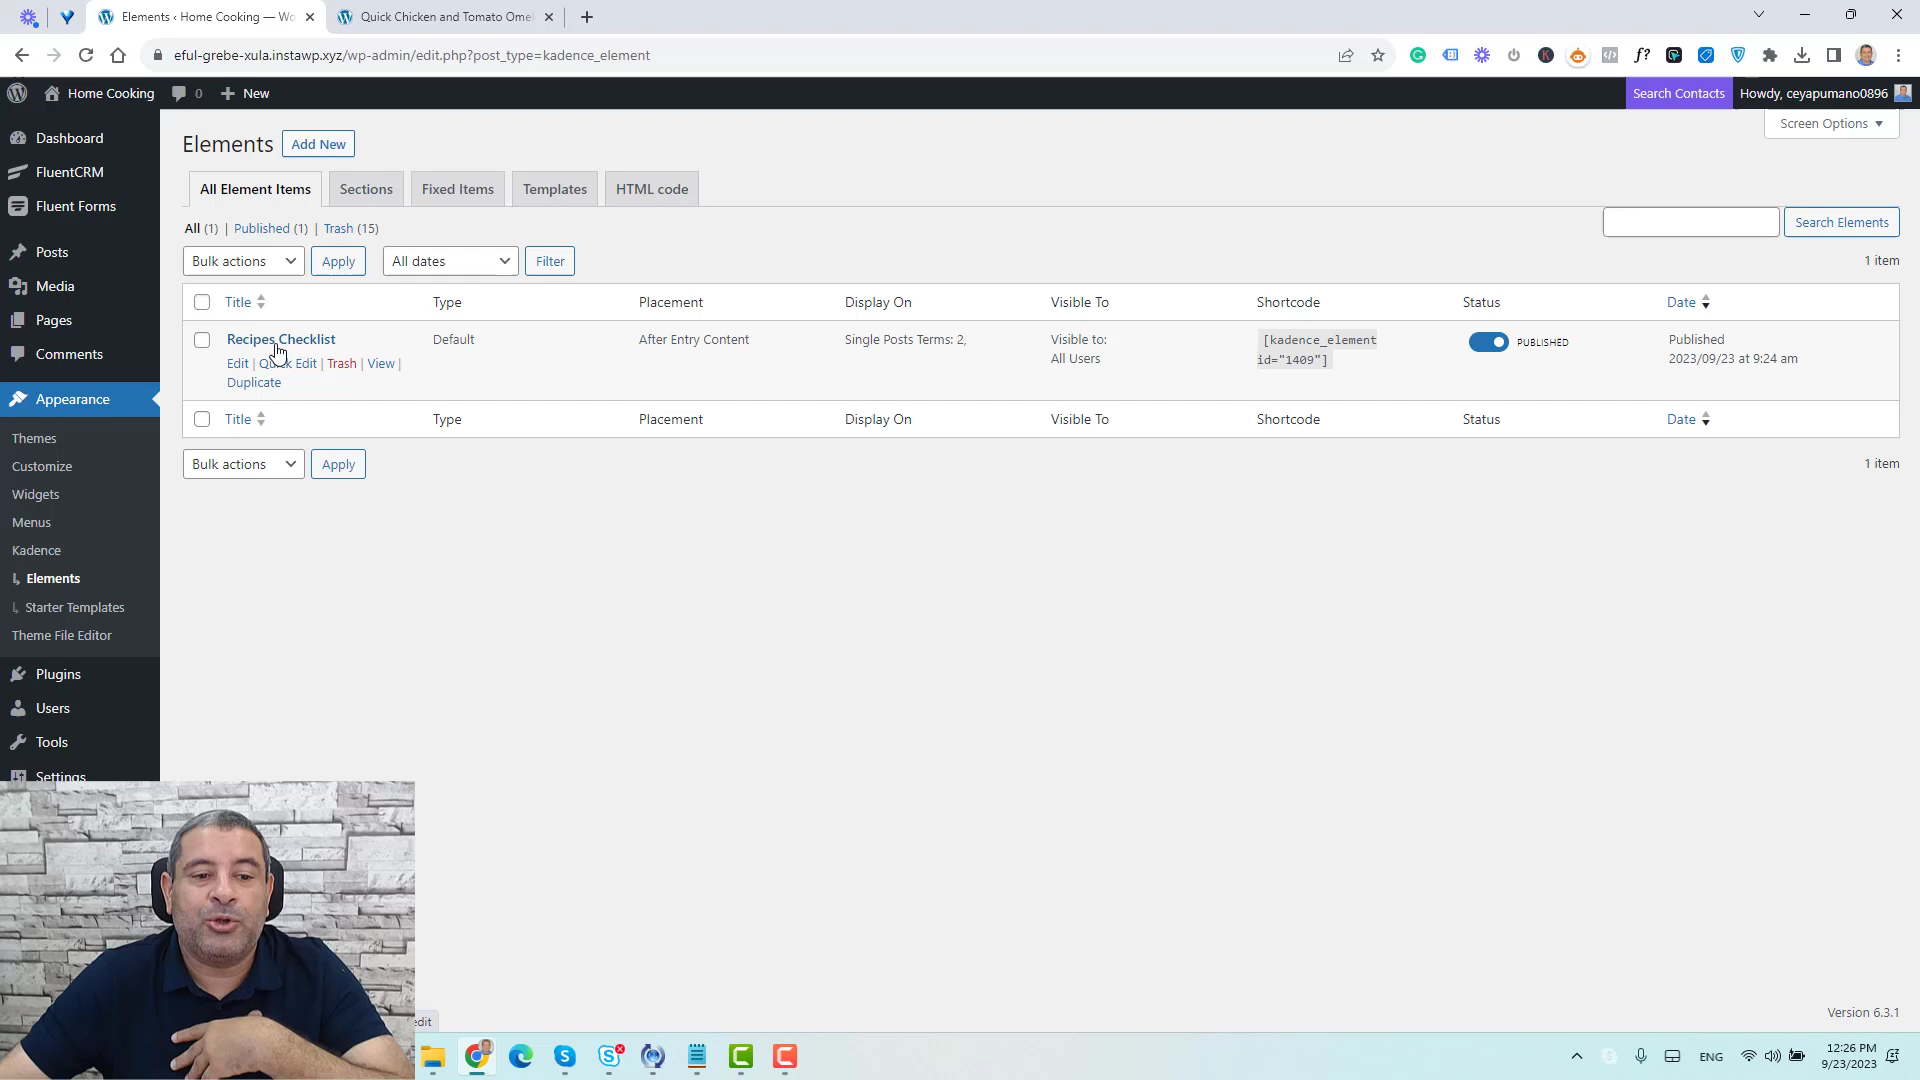 Elements ‹ Home Cooking — Wo
Quick Chicken and Tomato Omel
eful-grebe-xula.instawp.xyz/wp-admin/edit.php?post_type=kadence_element
Home Cooking
0
New
Search Contacts
Howdy, ceyapumano0896
Screen Options
Dashboard
FluentCRM
Fluent Forms
Posts
Media
Pages
Comments
Appearance
Themes
Customize
Widgets
Menus
Kadence
Elements
Starter Templates
Theme File Editor
Plugins
Users
Tools
Settings
Elements
Add New
All Element Items
Sections
Fixed Items
Templates
HTML code
All (1) | Published (1) | Trash (15)
Search Elements
Bulk actions
Apply
All dates
Filter
1 item
Title
Type
Placement
Display On
Visible To
Shortcode
Status
Date
Recipes Checklist
Default
After Entry Content
Single Posts Terms: 2,
Visible to:
All Users
[kadence_element
id="1409"]
PUBLISHED
Published
2023/09/23 at 9:24 am
Edit | Quick Edit | Trash | View |
Duplicate
Title
Type
Placement
Display On
Visible To
Shortcode
Status
Date
Bulk actions
Apply
1 item
Version 6.3.1
edit
ENG
12:26 PM
9/23/2023